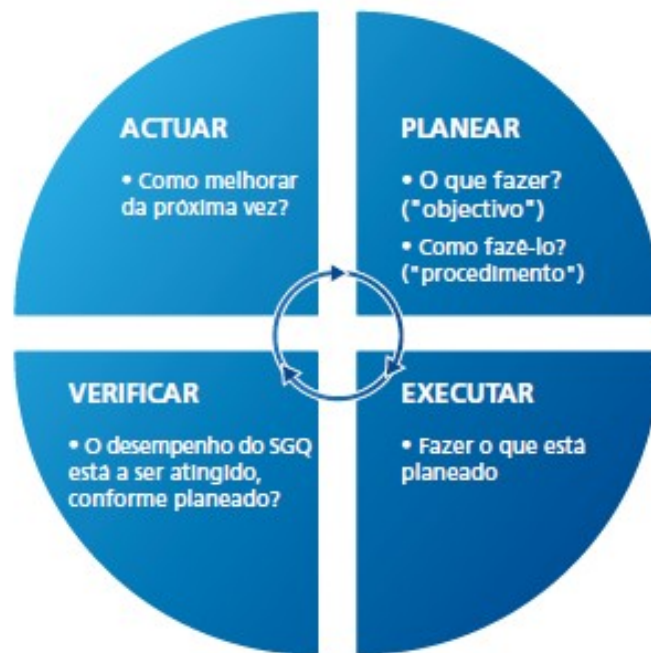 ACTUAR
• Como melhorar
da próxima vez?
PLANEAR
• O que fazer?
("objectivo")
• Como fazê-lo?
("procedimento")
VERIFICAR
• O desempenho do SGQ
está a ser atingido,
conforme planeado?
EXECUTAR
• Fazer o que está
planeado